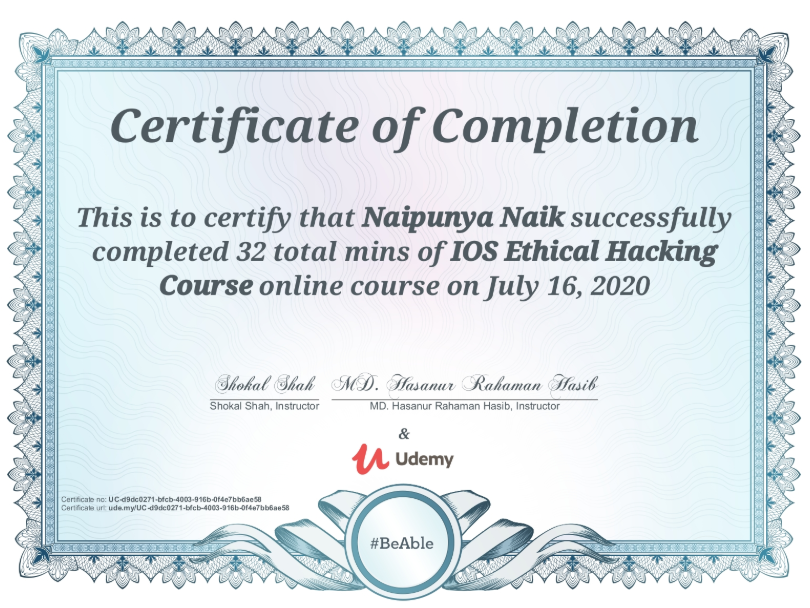 Certificate of Completion
This is to certify that Naipunya Naik successfully
completed 32 total mins of IOS Ethical Hacking
Course online course on July 16, 2020
Shokal Shah MD. Hasanur Rahaman Hasib
Shokal Shah, Instructor MD. Hasanur Rahaman Hasib, Instructor
&
Udemy
Certificate no: UC-d9dc0271-bfcb-4003-916b-0f4e7bb6ae58
Certificate url: ude.my/UC-d9dc0271-bfcb-4003-916b-0f4e7bb6ae58
#BeAble